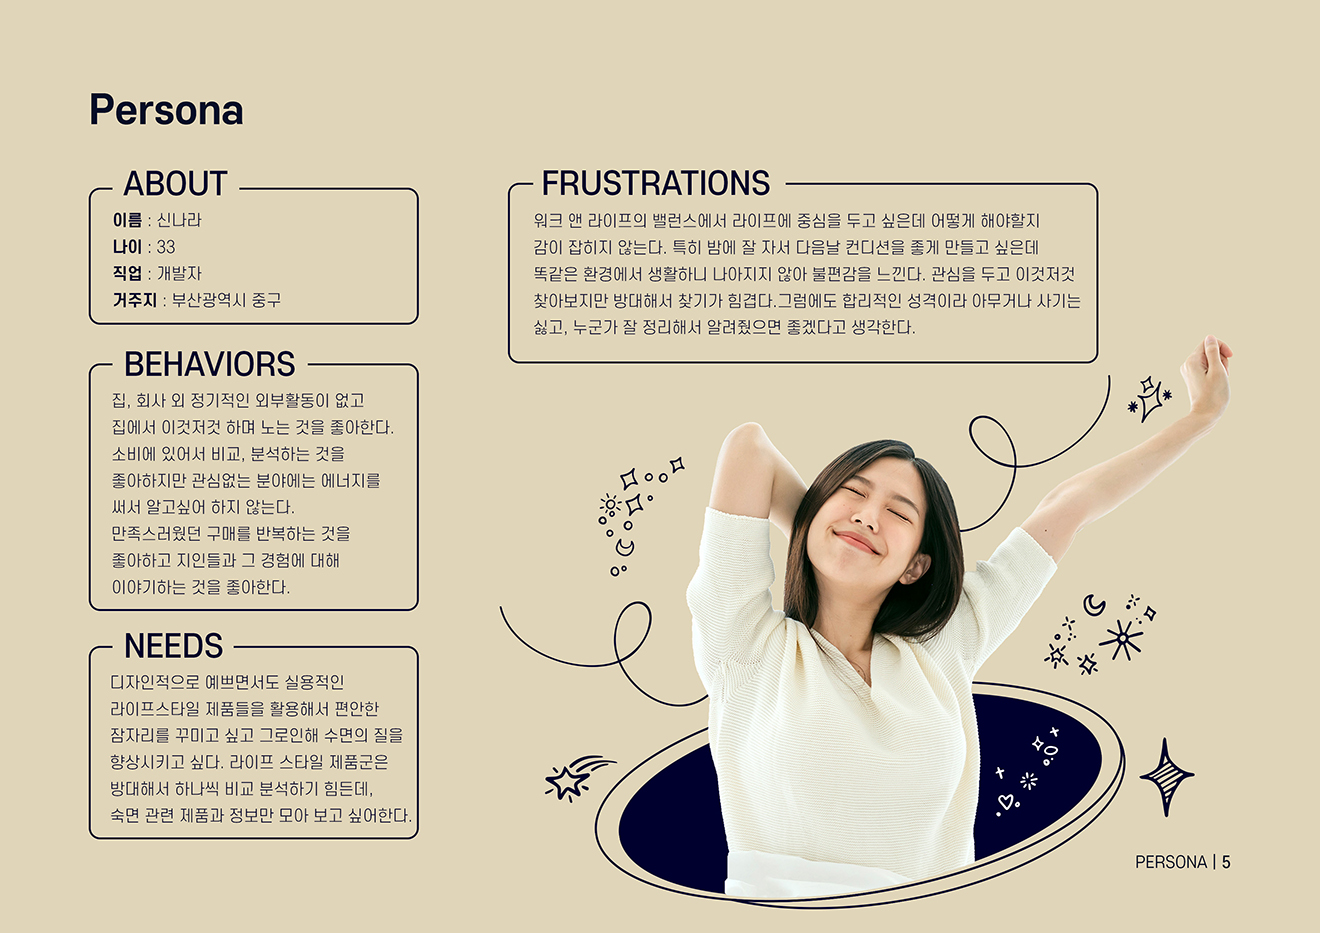 Persona
ABOUT
이름 : 신나라
나이 : 33
직업 : 개발자
거주지 : 부산광역시 중구
BEHAVIORS
집, 회사 외 정기적인 외부활동이 없고
집에서 이것저것 하며 노는 것을 좋아한다.
소비에 있어서 비교, 분석하는 것을
좋아하지만 관심없는 분야에는 에너지를
써서 알고싶어 하지 않는다.
만족스러웠던 구매를 반복하는 것을
좋아하고 지인들과 그 경험에 대해
이야기하는 것을 좋아한다.
NEEDS
디자인적으로 예쁘면서도 실용적인
라이프스타일 제품들을 활용해서 편안한
잠자리를 꾸미고 싶고 그로인해 수면의 질을
향상시키고 싶다. 라이프 스타일 제품군은
방대해서 하나씩 비교 분석하기 힘든데,
숙면 관련 제품과 정보만 모아 보고 싶어한다.
FRUSTRATIONS
워크 앤 라이프의 밸런스에서 라이프에 중심을 두고 싶은데 어떻게 해야할지
감이 잡히지 않는다. 특히 밤에 잘 자서 다음날 컨디션을 좋게 만들고 싶은데
똑같은 환경에서 생활하니 나아지지 않아 불편감을 느낀다. 관심을 두고 이것저것
찾아보지만 방대해서 찾기가 힘겹다.그럼에도 합리적인 성격이라 아무거나 사기는
싫고, 누군가 잘 정리해서 알려줬으면 좋겠다고 생각한다.
PERSONA | 5